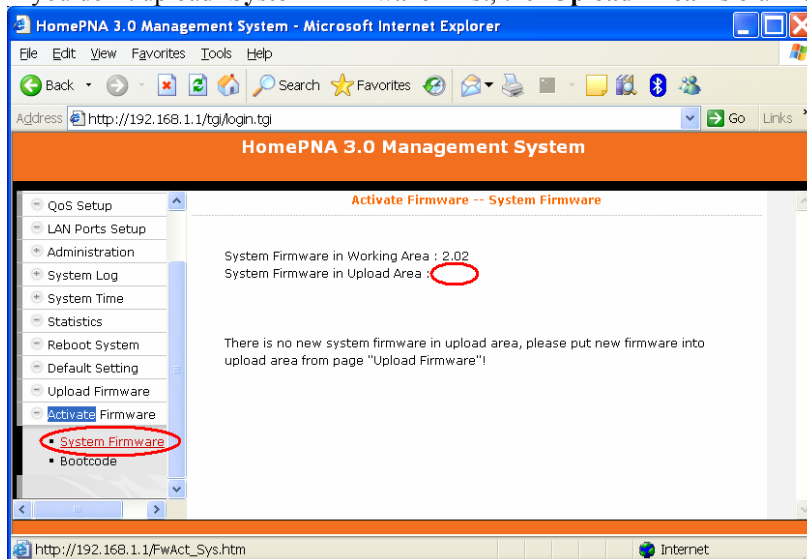 HomePNA 3.0 Management System - Microsoft Internet Explorer
File Edit View Favorites Tools Help
Back Search Favorites
Address http://192.168.1.1/tgi/login.tgi Go Links
HomePNA 3.0 Management System
Activate Firmware -- System Firmware
QoS Setup
LAN Ports Setup
Administration
System Log
System Time
Statistics
Reboot System
Default Setting
Upload Firmware
Activate Firmware
System Firmware
Bootcode
System Firmware in Working Area : 2.02
System Firmware in Upload Area :
There is no new system firmware in upload area, please put new firmware into
upload area from page "Upload Firmware"!
http://192.168.1.1/FwAct_Sys.htm Internet